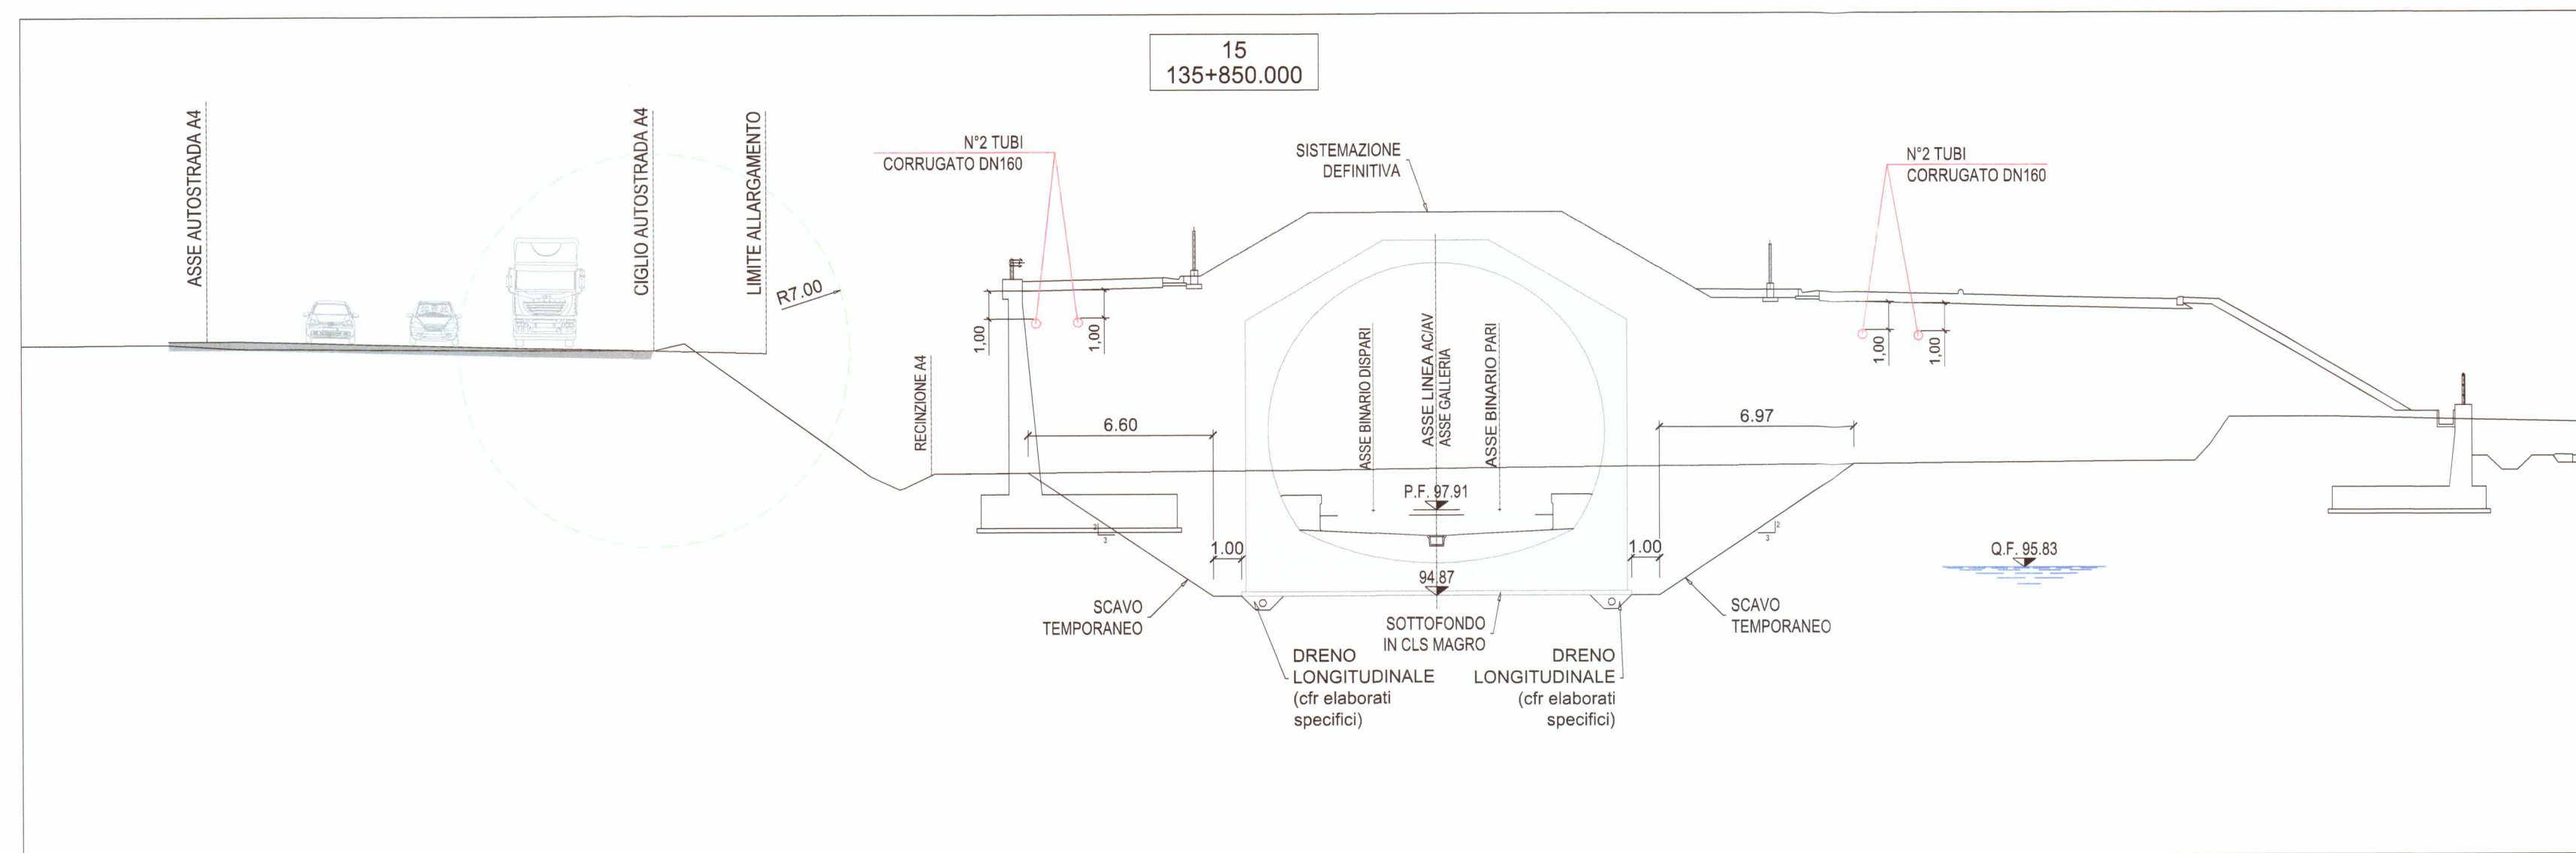 15
135+850.000
ASSE AUTOSTRADA A4
CIGLIO AUTOSTRADA A4
LIMITE ALLARGAMENTO
R7.00
N°2 TUBI
CORRUGATO DN160
SISTEMAZIONE
DEFINITIVA
N°2 TUBI
CORRUGATO DN160
1,00
1,00
1,00
1,00
RECINZIONE A4
6.60
ASSE BINARIO DISPARI
ASSE LINEA AC/AV
ASSE GALLERIA
ASSE BINARIO PARI
6.97
P.F. 97.91
2
3
2
3
1.00
1.00
94.87
Q.F. 95.83
SCAVO
TEMPORANEO
SOTTOFONDO
IN CLS MAGRO
SCAVO
TEMPORANEO
DRENO
LONGITUDINALE
(cfr elaborati
specifici)
DRENO
LONGITUDINALE
(cfr elaborati
specifici)